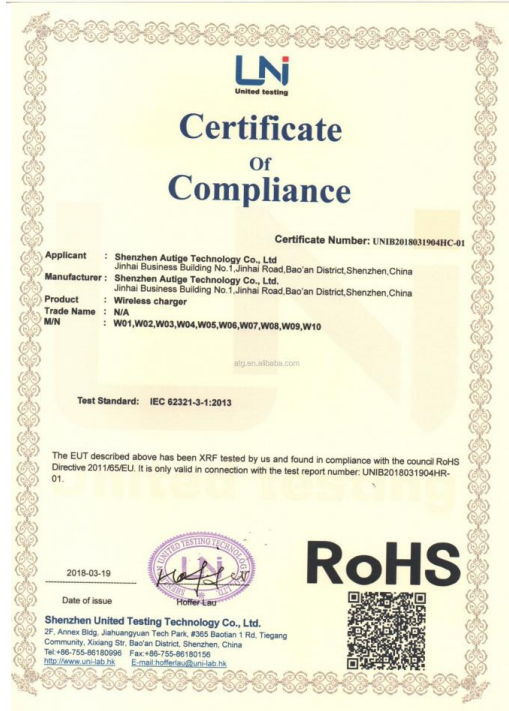 LNi
United testing
Certificate
Of
Compliance
Certificate Number: UNIB2018031904HC-01
Applicant : Shenzhen Autige Technology Co., Ltd
Jinhai Business Building No.1,Jinhai Road,Bao'an District,Shenzhen,China
Manufacturer : Shenzhen Autige Technology Co., Ltd.
Jinhai Business Building No.1,Jinhai Road,Bao'an District,Shenzhen,China
Product : Wireless charger
Trade Name : N/A
M/N : W01,W02,W03,W04,W05,W06,W07,W08,W09,W10
atg.en.alibaba.com
Test Standard: IEC 62321-3-1:2013
The EUT described above has been XRF tested by us and found in compliance with the council RoHS
Directive 2011/65/EU. It is only valid in connection with the test report number: UNIB2018031904HR-
01.
United testing
UNITED TESTING TECHNOLOGY
LNi
RoHS
2018-03-19
Date of issue
Hoffer Lau
Shenzhen United Testing Technology Co., Ltd.
2F, Annex Bldg, Jiahuangyuan Tech Park, #365 Baotian 1 Rd, Tiegang
Community, Xixiang Str, Bao'an District, Shenzhen, China
Tel:+86-755-86180996 Fax:+86-755-86180156
http://www.uni-lab.hk E-mail:hofferlau@uni-lab.hk